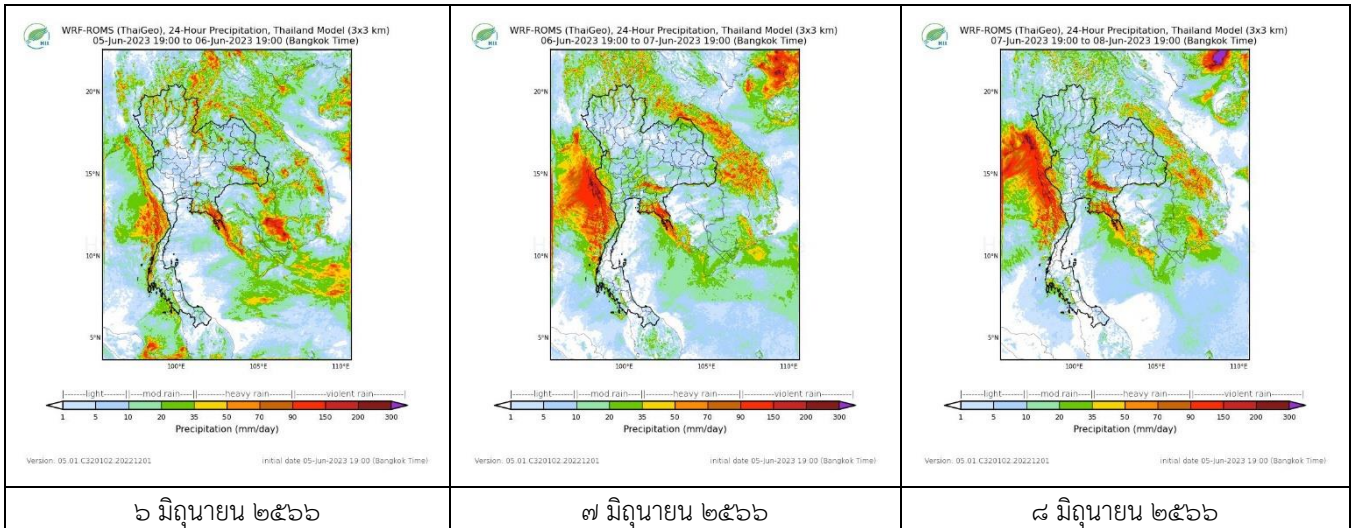 WRF-ROMS (ThaiGeo), 24-Hour Precipitation, Thailand Model (3x3 km)
05-Jun-2023 19:00 to 06-Jun-2023 19:00 (Bangkok Time)
HII
20°N
15°N
10°N
5°N
100°E 105°E 110°E
|------light------||---mod rain---||--------heavy rain--------||-------violent rain-------|
1 5 10 20 35 50 70 90 150 200 300
Precipitation (mm/day)
Version: 05.01.C320102.20221201 initial date 05-Jun-2023 19:00 (Bangkok Time)
๖ มิถุนายน ๒๕๖๖
WRF-ROMS (ThaiGeo), 24-Hour Precipitation, Thailand Model (3x3 km)
06-Jun-2023 19:00 to 07-Jun-2023 19:00 (Bangkok Time)
HII
20°N
15°N
10°N
5°N
100°E 105°E 110°E
|------light------||---mod rain---||--------heavy rain--------||-------violent rain-------|
1 5 10 20 35 50 70 90 150 200 300
Precipitation (mm/day)
Version: 05.01.C320102.20221201 initial date 05-Jun-2023 19:00 (Bangkok Time)
๗ มิถุนายน ๒๕๖๖
WRF-ROMS (ThaiGeo), 24-Hour Precipitation, Thailand Model (3x3 km)
07-Jun-2023 19:00 to 08-Jun-2023 19:00 (Bangkok Time)
HII
20°N
15°N
10°N
5°N
100°E 105°E 110°E
|------light------||---mod rain---||--------heavy rain--------||-------violent rain-------|
1 5 10 20 35 50 70 90 150 200 300
Precipitation (mm/day)
Version: 05.01.C320102.20221201 initial date 05-Jun-2023 19:00 (Bangkok Time)
๘ มิถุนายน ๒๕๖๖